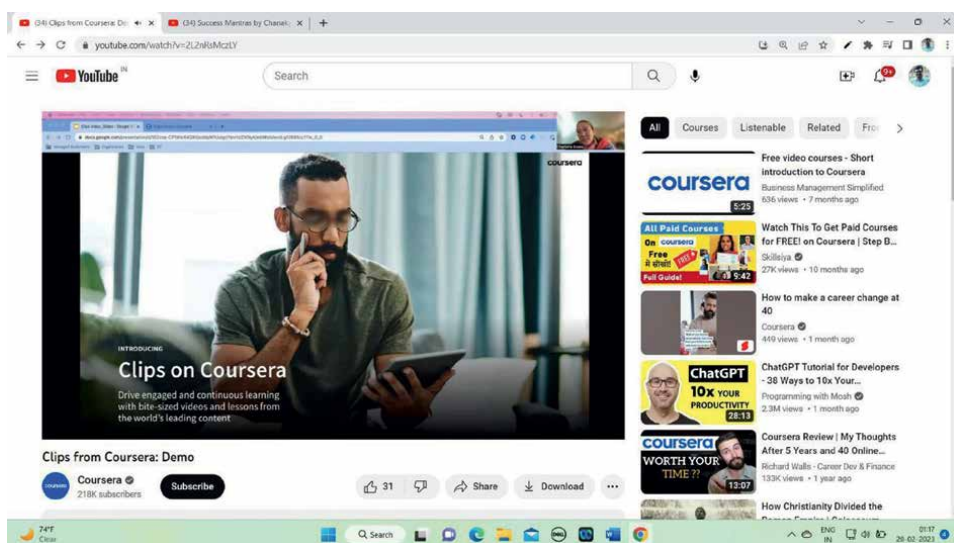 (34) Clips from Coursera: De
(34) Success Mantras by Chanak
youtube.com/watch?v=2L2nRsMczLY
YouTube IN
Search
9+
coursera
INTRODUCING
Clips on Coursera
Drive engaged and continuous learning
with bite-sized videos and lessons from
the world's leading content
Clips from Coursera: Demo
coursera
Coursera
218K subscribers
Subscribe
31
Share
Download
All
Courses
Listenable
Related
Fro
coursera
5:25
Free video courses - Short
introduction to Coursera
Business Management Simplified
636 views • 7 months ago
All Paid Courses
On coursera
Free
में सीखो!
FREE
Full Guide!
9:42
Watch This To Get Paid Courses
for FREE! on Coursera | Step B...
Skillsiya
27K views • 10 months ago
How to make a career change at
40
Coursera
449 views • 1 month ago
ChatGPT
10x YOUR
PRODUCTIVITY
28:13
ChatGPT Tutorial for Developers
- 38 Ways to 10x Your...
Programming with Mosh
2.3M views • 1 month ago
coursera
WORTH YOUR
TIME ??
13:07
Coursera Review | My Thoughts
After 5 Years and 40 Online...
Richard Walls - Career Dev & Finance
133K views • 1 year ago
How Christianity Divided the
74°F
Clear
Search
ENG
IN
01:17
28-02-2023
4